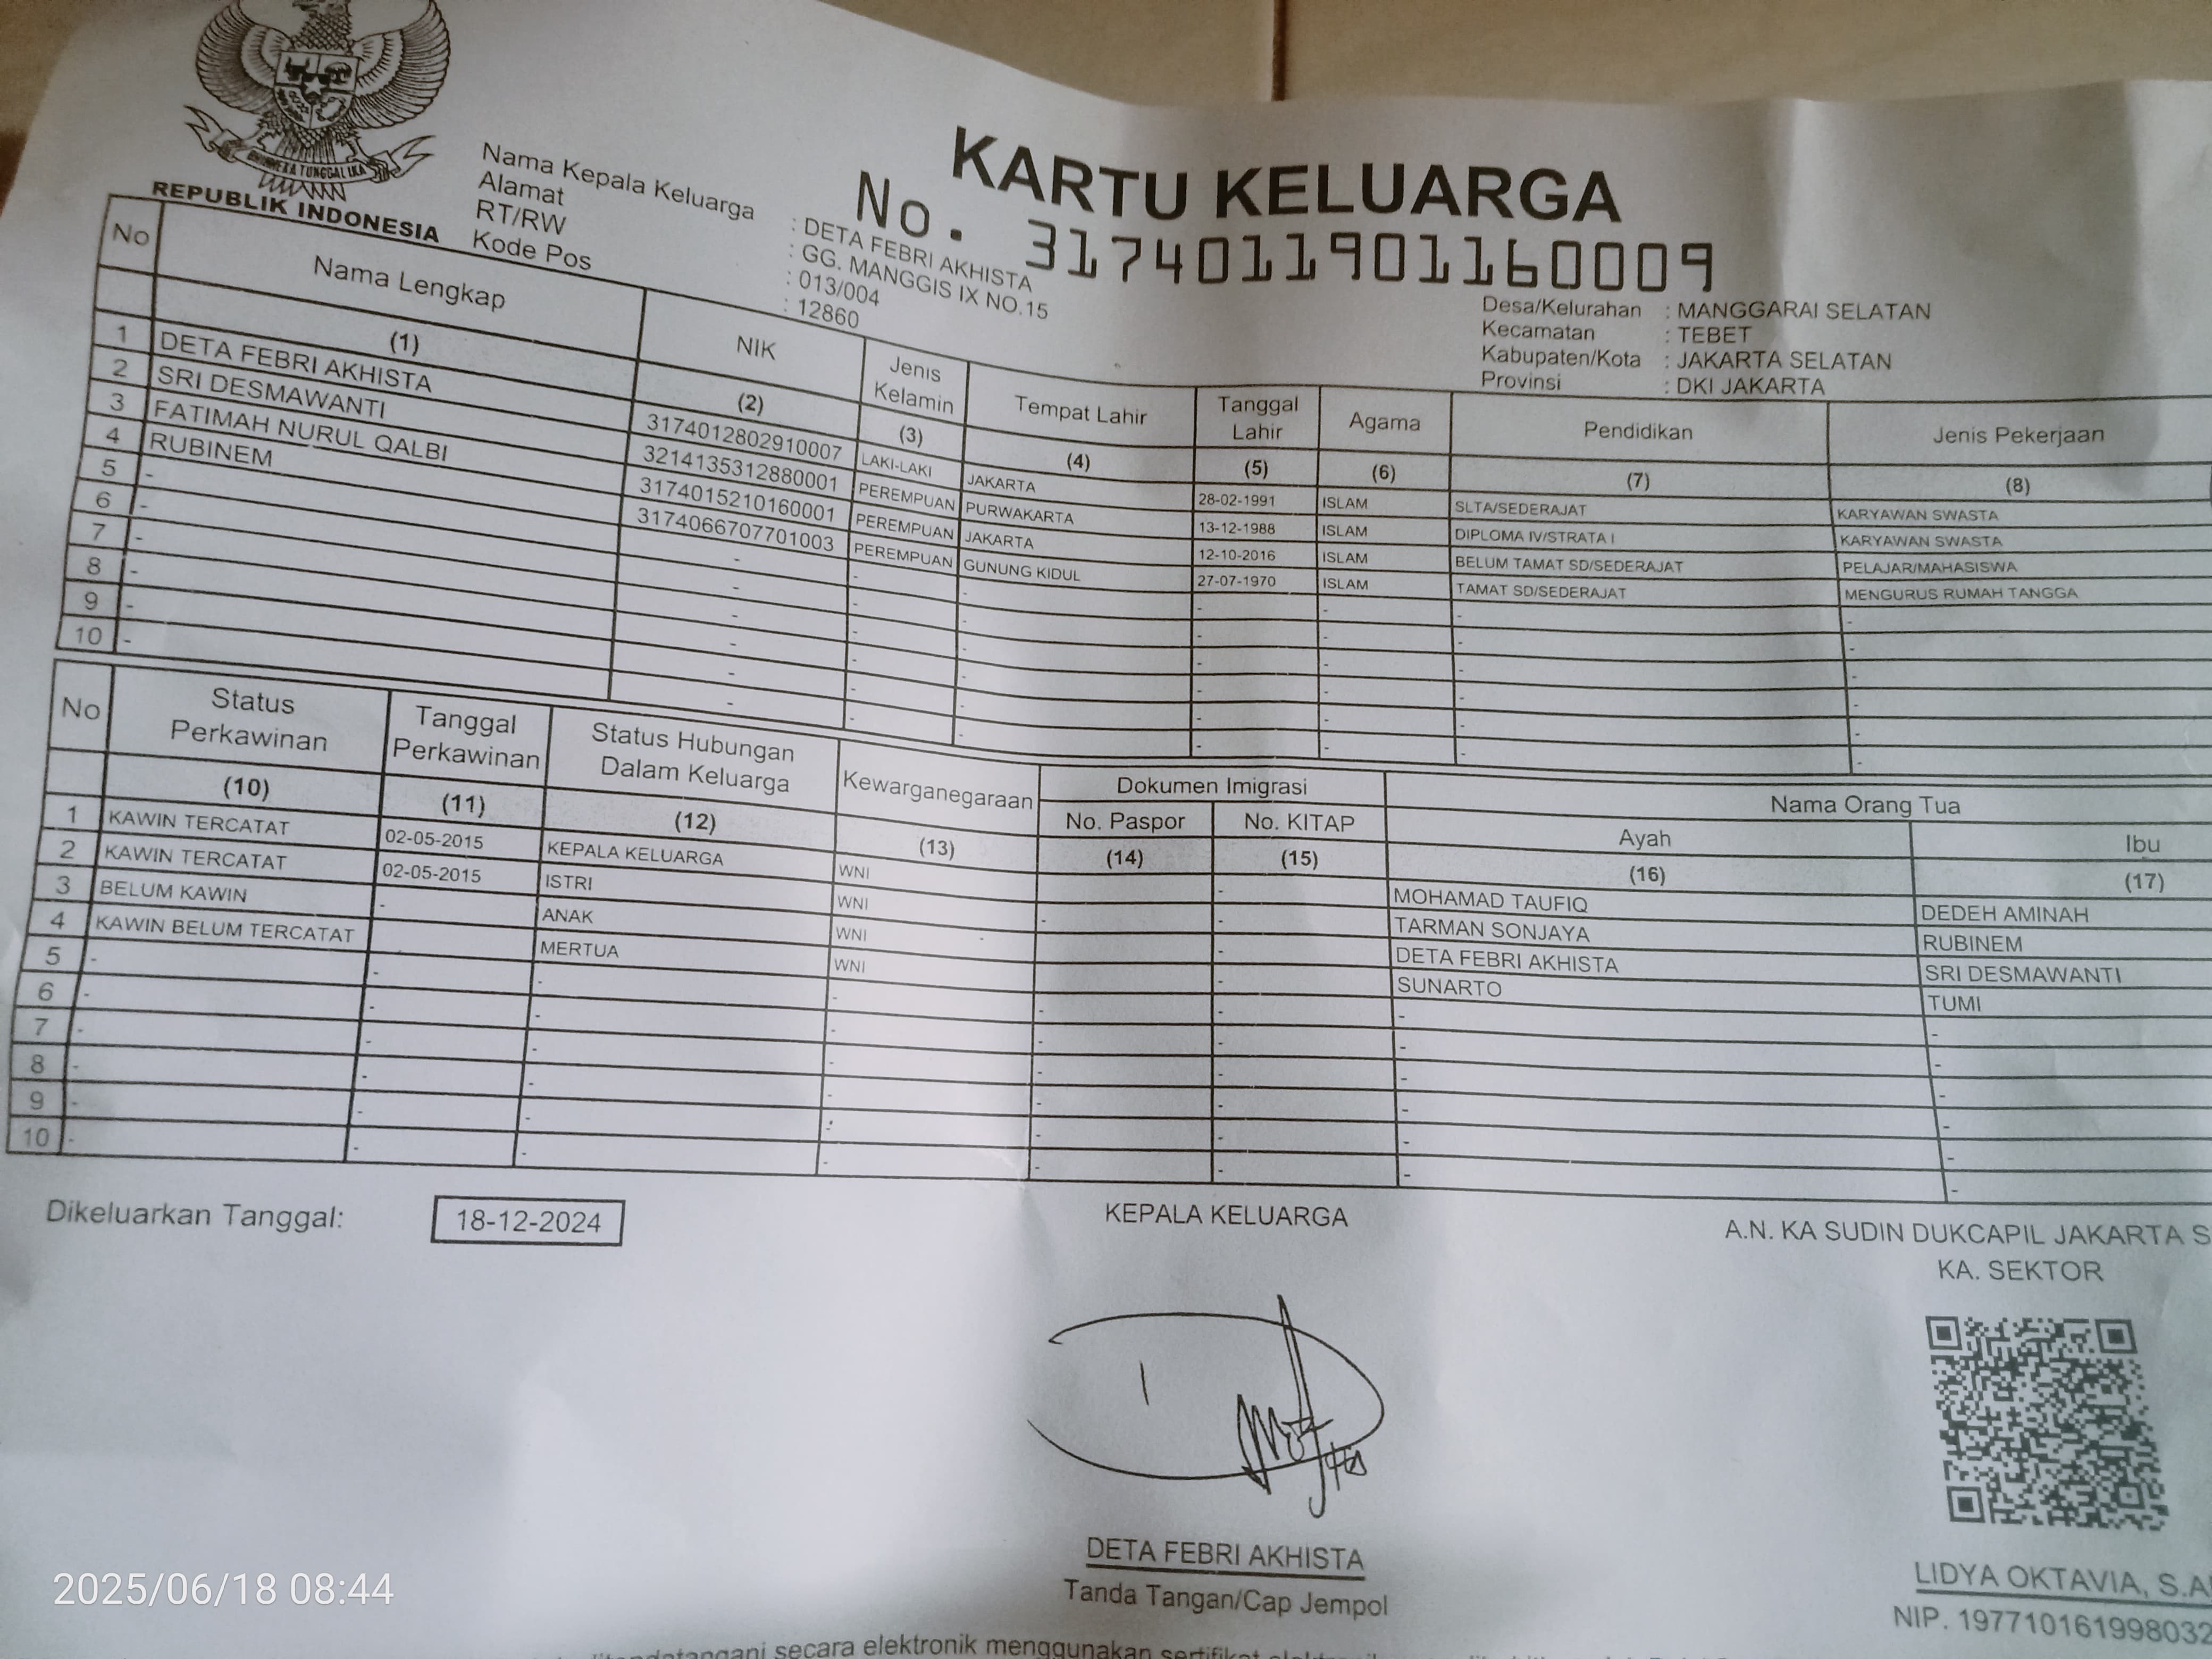 BHINNEKA TUNGGAL IKA
REPUBLIK INDONESIA
KARTU KELUARGA
No. 3174011901160009
Nama Kepala Keluarga : DETA FEBRI AKHISTA
Alamat : GG. MANGGIS IX NO.15
RT/RW : 013/004
Kode Pos : 12860
Desa/Kelurahan : MANGGARAI SELATAN
Kecamatan : TEBET
Kabupaten/Kota : JAKARTA SELATAN
Provinsi : DKI JAKARTA
No Nama Lengkap NIK Jenis Kelamin Tempat Lahir Tanggal Lahir Agama Pendidikan Jenis Pekerjaan
(1) (2) (3) (4) (5) (6) (7) (8)
1 DETA FEBRI AKHISTA 3174012802910007 LAKI-LAKI JAKARTA 28-02-1991 ISLAM SLTA/SEDERAJAT KARYAWAN SWASTA
2 SRI DESMAWANTI 3214135312880001 PEREMPUAN PURWAKARTA 13-12-1988 ISLAM DIPLOMA IV/STRATA I KARYAWAN SWASTA
3 FATIMAH NURUL QALBI 3174015210160001 PEREMPUAN JAKARTA 12-10-2016 ISLAM BELUM TAMAT SD/SEDERAJAT PELAJAR/MAHASISWA
4 RUBINEM 3174066707701003 PEREMPUAN GUNUNG KIDUL 27-07-1970 ISLAM TAMAT SD/SEDERAJAT MENGURUS RUMAH TANGGA
5 - - - - - - - -
6 - - - - - - - -
7 - - - - - - - -
8 - - - - - - - -
9 - - - - - - - -
10 - - - - - - - -
No Status Perkawinan Tanggal Perkawinan Status Hubungan Dalam Keluarga Kewarganegaraan Dokumen Imigrasi Nama Orang Tua
No. Paspor No. KITAP Ayah Ibu
(10) (11) (12) (13) (14) (15) (16) (17)
1 KAWIN TERCATAT 02-05-2015 KEPALA KELUARGA WNI - MOHAMAD TAUFIQ DEDEH AMINAH
2 KAWIN TERCATAT 02-05-2015 ISTRI WNI - - TARMAN SONJAYA RUBINEM
3 BELUM KAWIN - ANAK WNI - DETA FEBRI AKHISTA SRI DESMAWANTI
4 KAWIN BELUM TERCATAT MERTUA WNI - SUNARTO TUMI
5 - - - - - - - -
6 - - - - - - - -
7 - - - - - - - -
8 - - - - - - - -
9 - - - - - - - -
10 - - - - - - - -
Dikeluarkan Tanggal: 18-12-2024
KEPALA KELUARGA
A.N. KA SUDIN DUKCAPIL JAKARTA S
KA. SEKTOR
DETA FEBRI AKHISTA
Tanda Tangan/Cap Jempol
LIDYA OKTAVIA, S.A
NIP. 197710161998032
2025/06/18 08:44
secara elektronik menggunakan